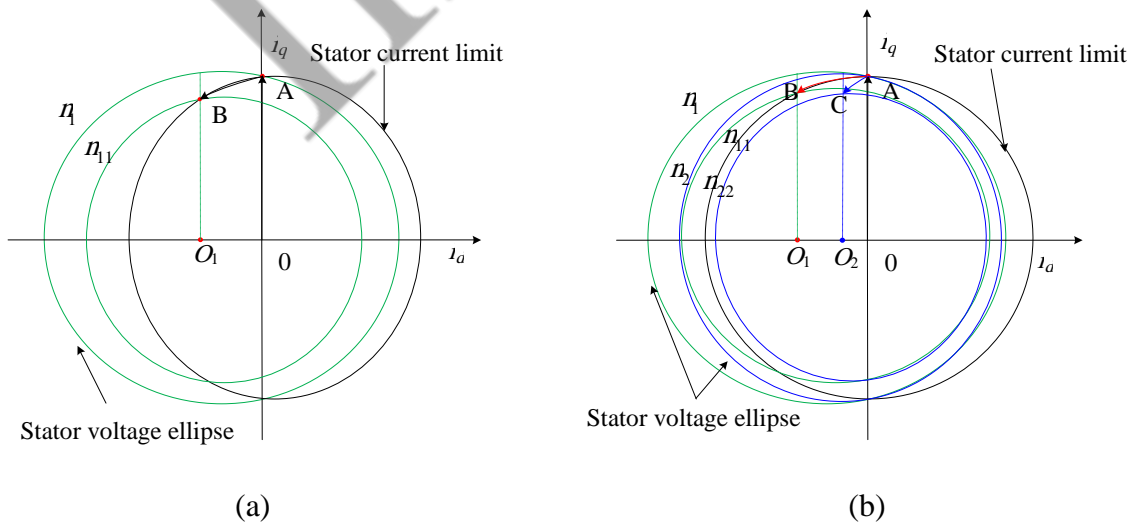 i_q
Stator current limit
A
B
n_1
n_11
O_1
0
i_d
Stator voltage ellipse
(a)
i_q
Stator current limit
n_1
B
C
A
n_11
n_2
n_22
O_1
O_2
0
i_d
Stator voltage ellipse
(b)